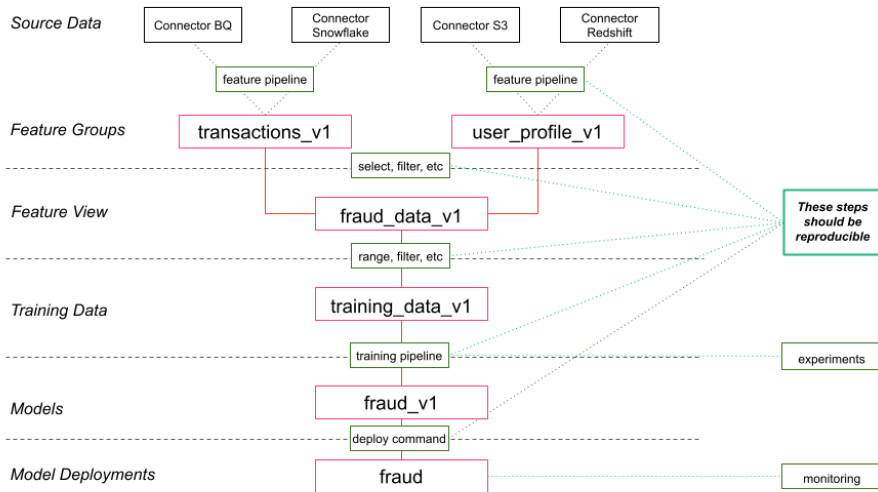 Source Data
Connector BQ
Connector
Snowflake
Connector S3
Connector
Redshift
feature pipeline
feature pipeline
Feature Groups
transactions_v1
user_profile_v1
select, filter, etc
Feature View
fraud_data_v1
These steps
should be
reproducible
range, filter, etc
Training Data
training_data_v1
training pipeline
experiments
Models
fraud_v1
deploy command
Model Deployments
fraud
monitoring